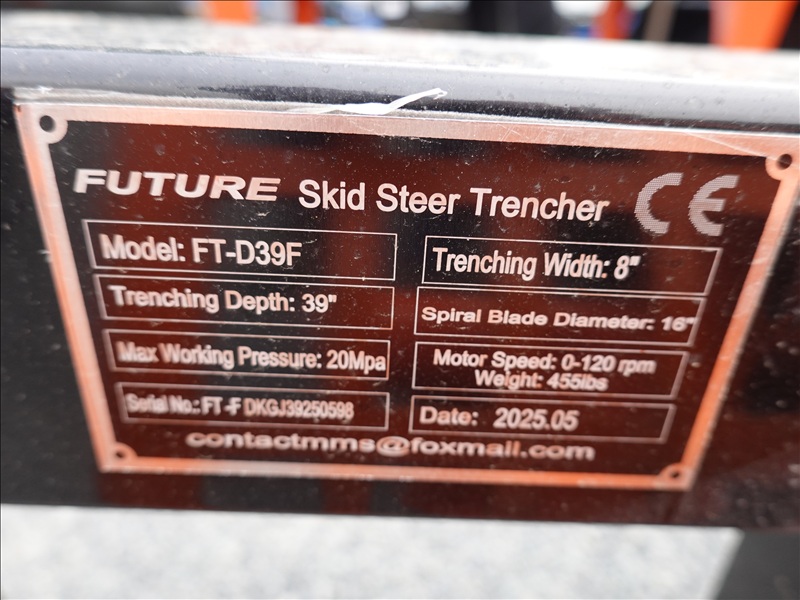 FUTURE Skid Steer Trencher CE
Model: FT-D39F
Trenching Width: 8"
Trenching Depth: 39"
Spiral Blade Diameter: 16"
Max Working Pressure: 20Mpa
Motor Speed: 0-120 rpm
Weight: 455lbs
Serial No.: FT-F DKGJ39250598
Date: 2025.05
contactmms@foxmail.com